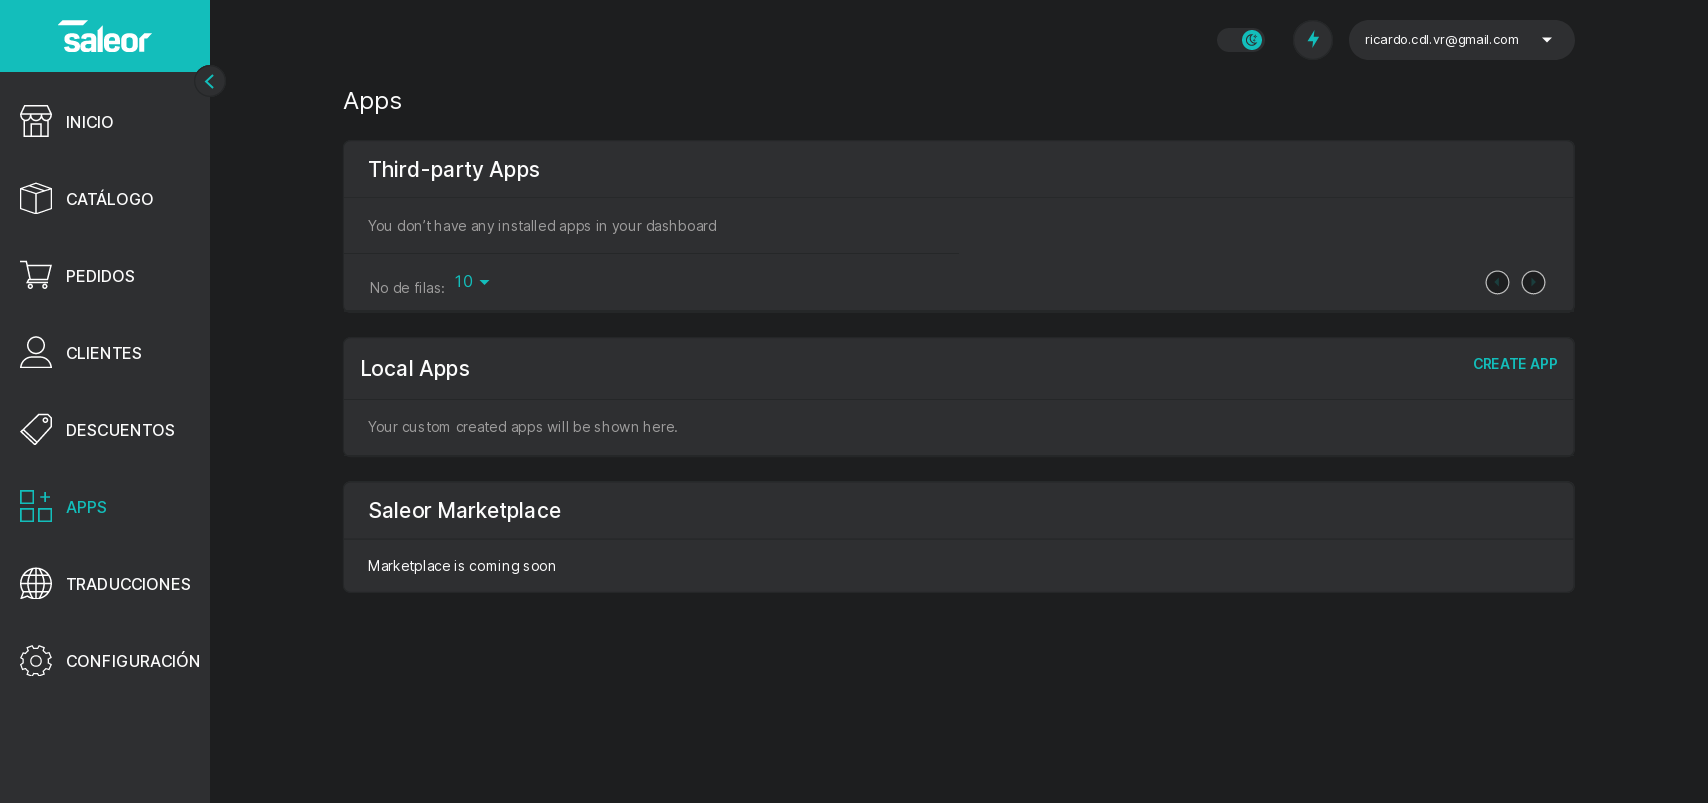 saleor
ricardo.cdl.vr@gmail.com
INICIO
CATÁLOGO
PEDIDOS
CLIENTES
DESCUENTOS
APPS
TRADUCCIONES
CONFIGURACIÓN
Apps
Third-party Apps
You don’t have any installed apps in your dashboard
No de filas: 10
Local Apps
CREATE APP
Your custom created apps will be shown here.
Saleor Marketplace
Marketplace is coming soon